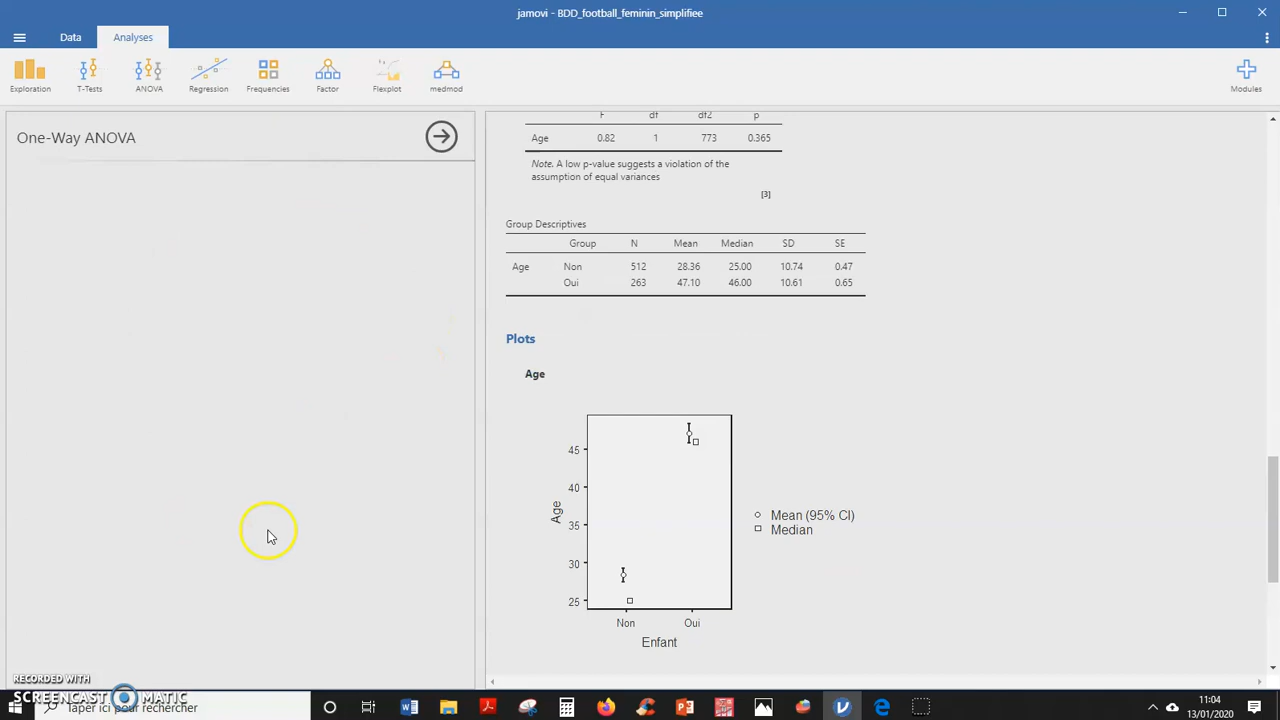 jamovi - BDD_football_feminin_simplifiee
Data
Analyses
Exploration
T-Tests
ANOVA
Regression
Frequencies
Factor
Flexplot
medmod
Modules
One-Way ANOVA
F df df2 p
Age 0.82 1 773 0.365
Note. A low p-value suggests a violation of the
assumption of equal variances
[3]
Group Descriptives
Group N Mean Median SD SE
Age Non 512 28.36 25.00 10.74 0.47
Oui 263 47.10 46.00 10.61 0.65
Plots
Age
45
40
35
30
25
Age
Non Oui
Enfant
Mean (95% CI)
Median
RECORDED WITH
SCREENCAST MATIC
Taper ici pour rechercher
11:04
13/01/2020